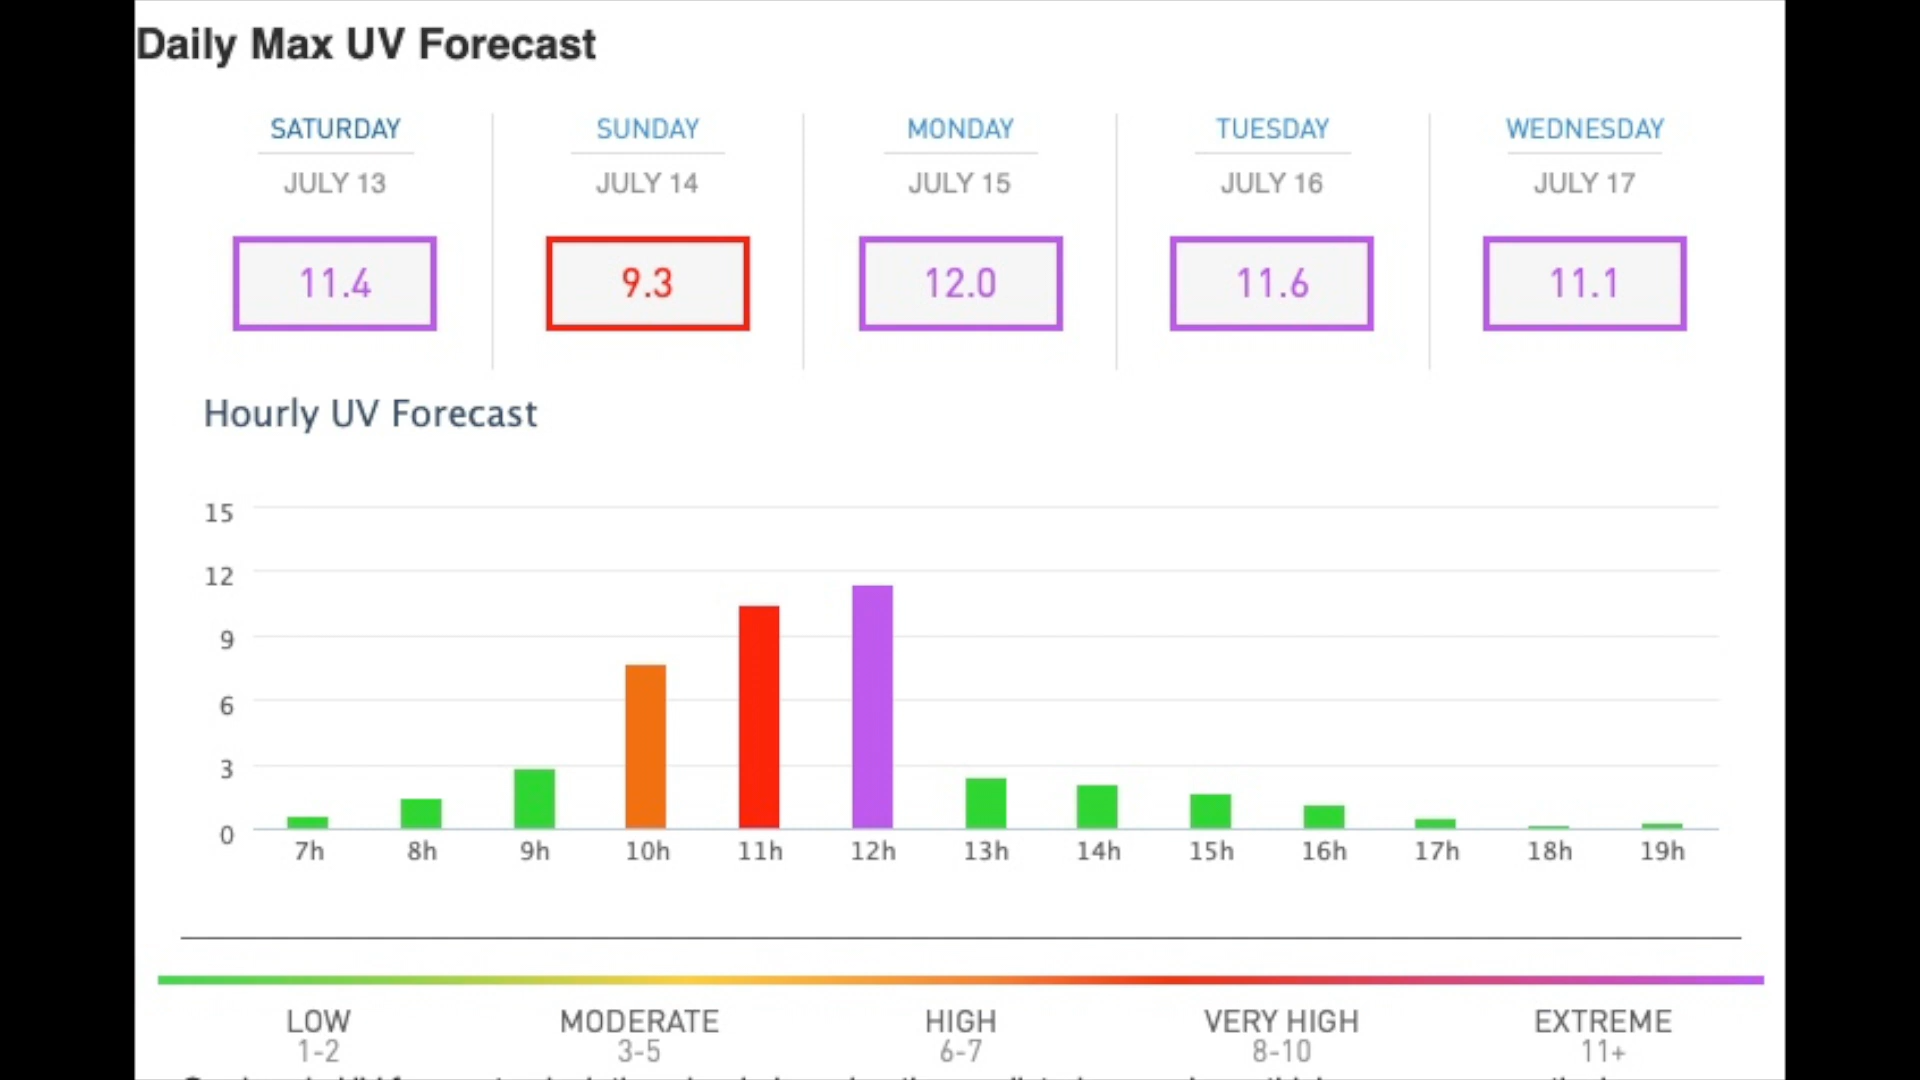 Daily Max UV Forecast
SATURDAY
JULY 13
11.4
SUNDAY
JULY 14
9.3
MONDAY
JULY 15
12.0
TUESDAY
JULY 16
11.6
WEDNESDAY
JULY 17
11.1
Hourly UV Forecast
15
12
9
6
3
0
7h 8h 9h 10h 11h 12h 13h 14h 15h 16h 17h 18h 19h
LOW
1-2
MODERATE
3-5
HIGH
6-7
VERY HIGH
8-10
EXTREME
11+